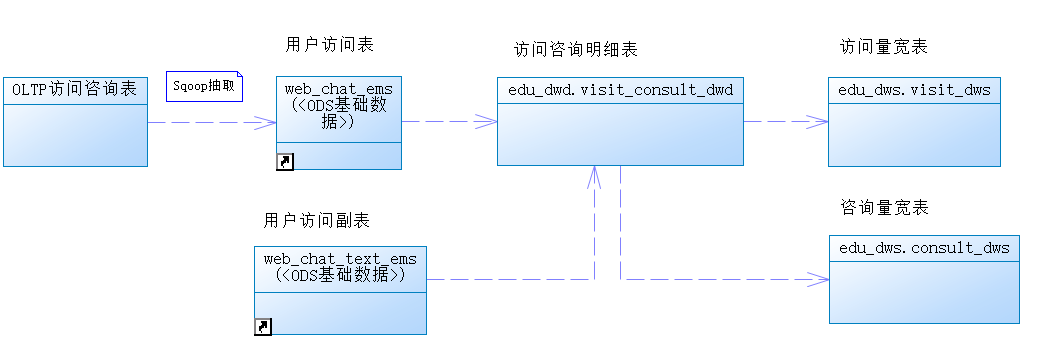 用户访问表
访问咨询明细表
访问量宽表
OLTP访问咨询表
Sqoop抽取
web_chat_ems
(<ODS基础数
据>)
edu_dwd.visit_consult_dwd
edu_dws.visit_dws
用户访问副表
咨询量宽表
web_chat_text_ems
(<ODS基础数据>)
edu_dws.consult_dws